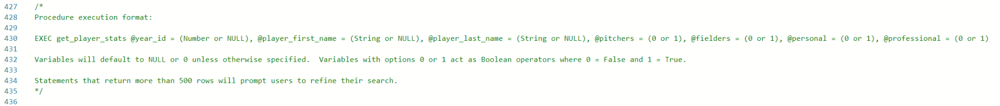 427 /*
428 Procedure execution format:
429
430 EXEC get_player_stats @year_id = (Number or NULL), @player_first_name = (String or NULL), @player_last_name = (String or NULL), @pitchers = (0 or 1), @fielders = (0 or 1), @personal = (0 or 1), @professional = (0 or 1)
431
432 Variables will default to NULL or 0 unless otherwise specified.  Variables with options 0 or 1 act as Boolean operators where 0 = False and 1 = True.
433
434 Statements that return more than 500 rows will prompt users to refine their search.
435 */
436